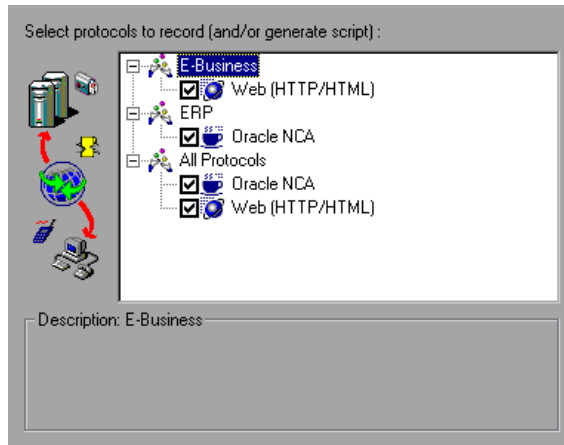 Select protocols to record (and/or generate script) :
E-Business
Web (HTTP/HTML)
ERP
Oracle NCA
All Protocols
Oracle NCA
Web (HTTP/HTML)
Description: E-Business